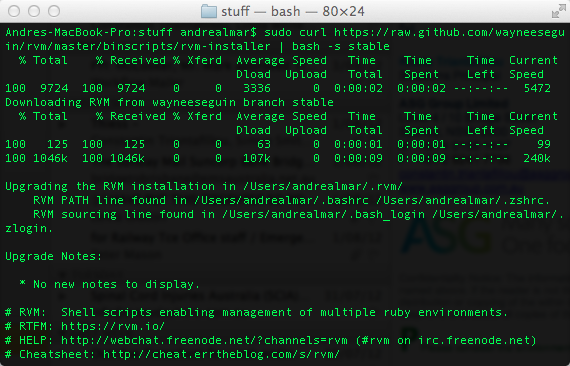 stuff — bash — 80×24
Andres-MacBook-Pro:stuff andrealmar$ sudo curl https://raw.github.com/wayneesegu
in/rvm/master/binscripts/rvm-installer | bash -s stable
  % Total    % Received % Xferd  Average Speed   Time    Time     Time  Current
                                 Dload  Upload   Total   Spent    Left  Speed
100  9724  100  9724    0     0   3336      0  0:00:02  0:00:02 --:--:--  5472
Downloading RVM from wayneeseguin branch stable
  % Total    % Received % Xferd  Average Speed   Time    Time     Time  Current
                                 Dload  Upload   Total   Spent    Left  Speed
100   125  100   125    0     0     63      0  0:00:01  0:00:01 --:--:--    99
100 1046k  100 1046k    0     0   107k      0  0:00:09  0:00:09 --:--:--  240k
Upgrading the RVM installation in /Users/andrealmar/.rvm/
    RVM PATH line found in /Users/andrealmar/.bashrc /Users/andrealmar/.zshrc.
    RVM sourcing line found in /Users/andrealmar/.bash_login /Users/andrealmar/.
zlogin.
Upgrade Notes:
  * No new notes to display.
# RVM:  Shell scripts enabling management of multiple ruby environments.
# RTFM: https://rvm.io/
# HELP: http://webchat.freenode.net/?channels=rvm (#rvm on irc.freenode.net)
# Cheatsheet: http://cheat.errtheblog.com/s/rvm/